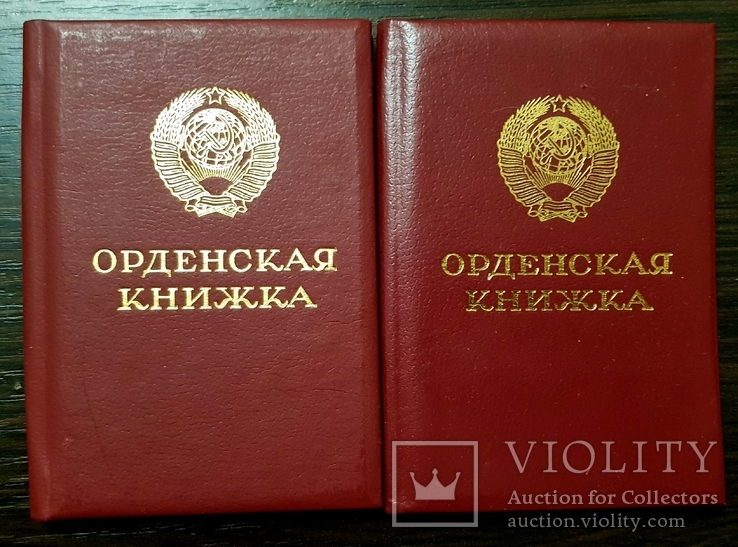 ОРДЕНСКАЯ
КНИЖКА
ОРДЕНСКАЯ
КНИЖКА
VIOLITY
Auction for Collectors
auction.violity.com